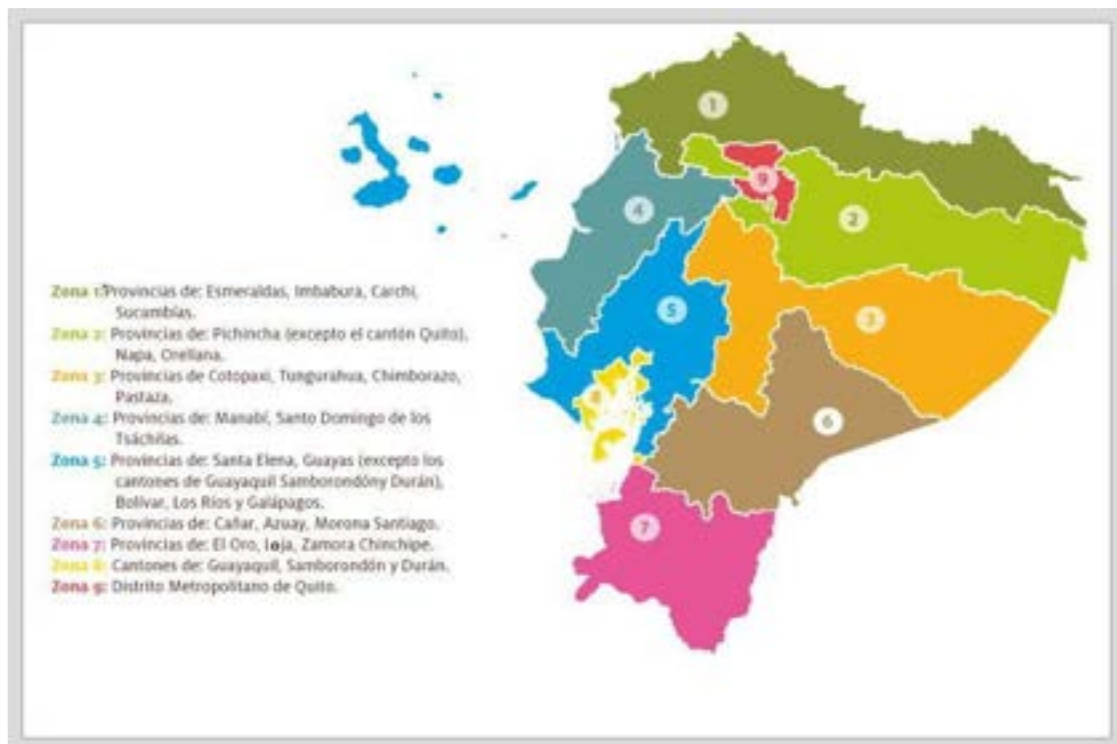 Zona 1: Provincias de: Esmeraldas, Imbabura, Carchi,
Sucumbías.
Zona 2: Provincias de: Pichincha (excepto el cantón Quito),
Napa, Orellana.
Zona 3: Provincias de Cotopaxi, Tungurahua, Chimborazo,
Pastaza,
Zona 4: Provincias de: Manabí, Santo Domingo de los
Tsáchilas.
Zona 5: Provincias de: Santa Elena, Guayas (excepto los
cantones de Guayaquil Samborondóny Durán),
Bolívar, Los Ríos y Galápagos.
Zona 6: Provincias de: Cañar, Azuay, Morona Santiago.
Zona 7: Provincias de: El Oro, loja, Zamora Chinchipe.
Zona 8: Cantones de: Guayaquil, Samborondón y Durán.
Zona 9: Distrito Metropolitano de Quito.
1
9
4
2
5
3
8
6
7